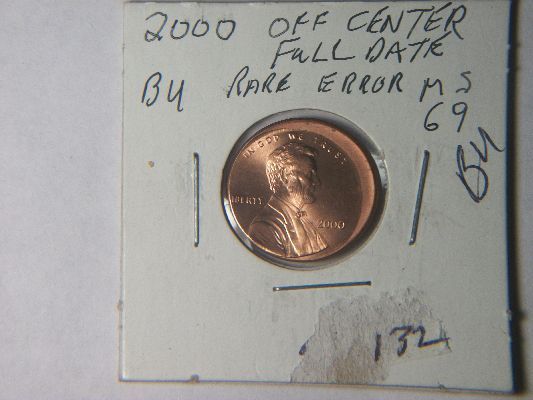 2000 OFF CENTER
FULL DATE
BU RARE ERROR MS
69
BU
IN GOD WE TRUST
LIBERTY
2000
132